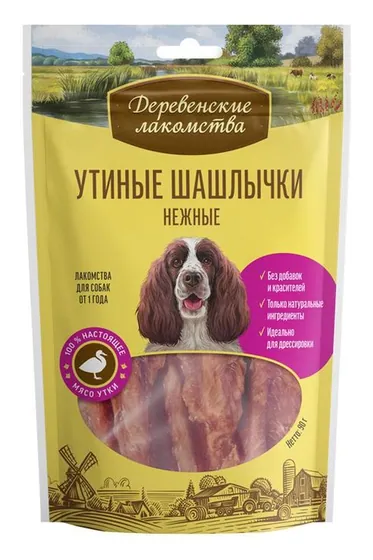 Деревенские
лакомства
УТИНЫЕ ШАШЛЫЧКИ
НЕЖНЫЕ
ЛАКОМСТВА
ДЛЯ СОБАК
ОТ 1 ГОДА
Без добавок
и красителей
Только натуральные
ингредиенты
Идеально
для дрессировки
100 % НАСТОЯЩЕЕ
МЯСО УТКИ
Нетто: 90 г